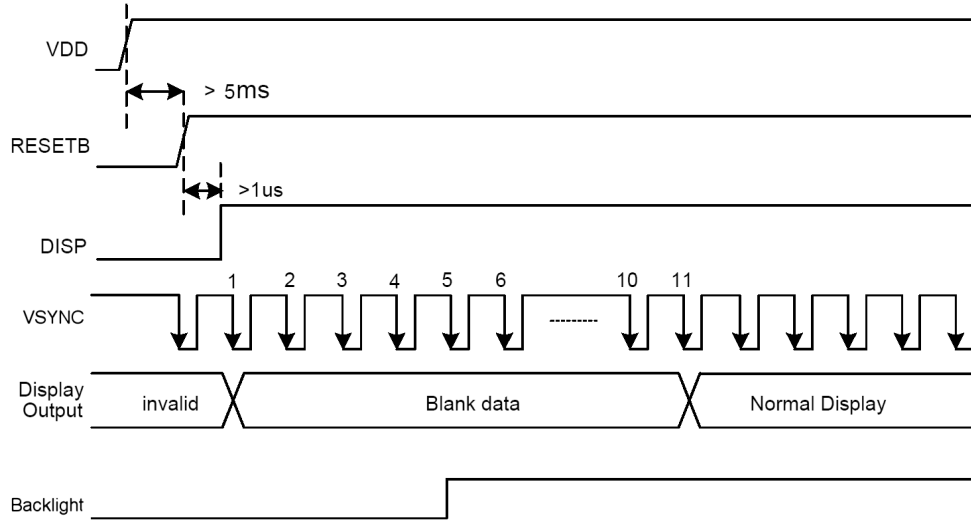 VDD
> 5ms
RESETB
>1us
DISP
1 2 3 4 5 6 10 11
VSYNC
Display
Output
invalid
Blank data
Normal Display
Backlight